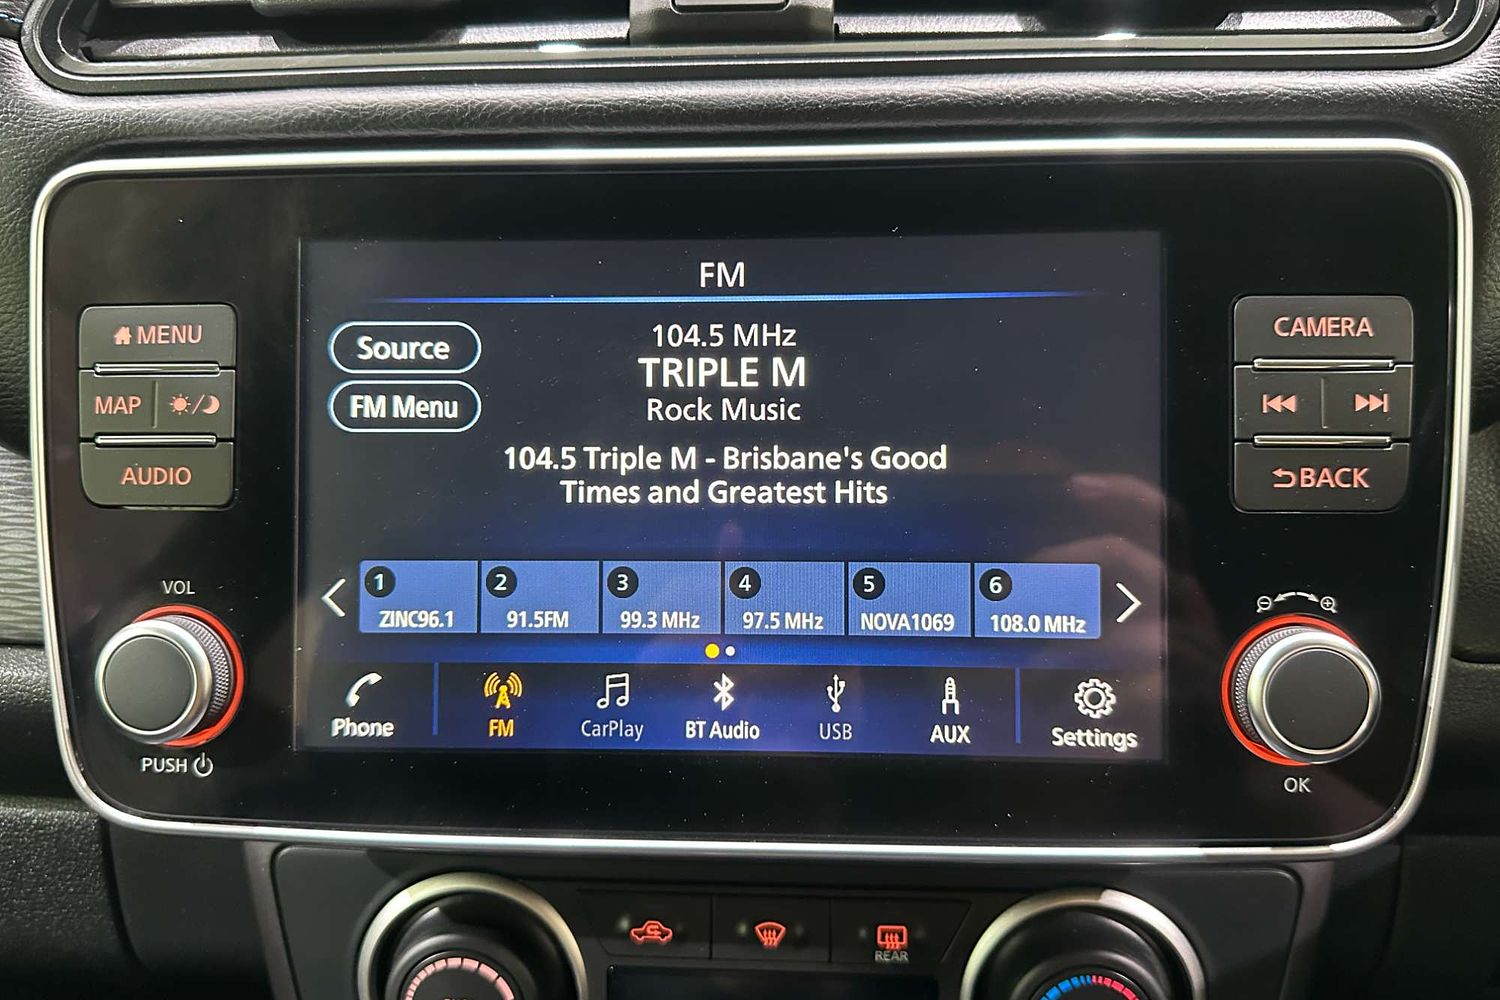 FM
MENU
MAP
AUDIO
VOL
PUSH
Source
FM Menu
104.5 MHz
TRIPLE M
Rock Music
104.5 Triple M - Brisbane's Good
Times and Greatest Hits
1 2 3 4 5 6
ZINC96.1 91.5FM 99.3 MHz 97.5 MHz NOVA1069 108.0 MHz
Phone FM CarPlay BT Audio USB AUX Settings
CAMERA
BACK
OK
REAR